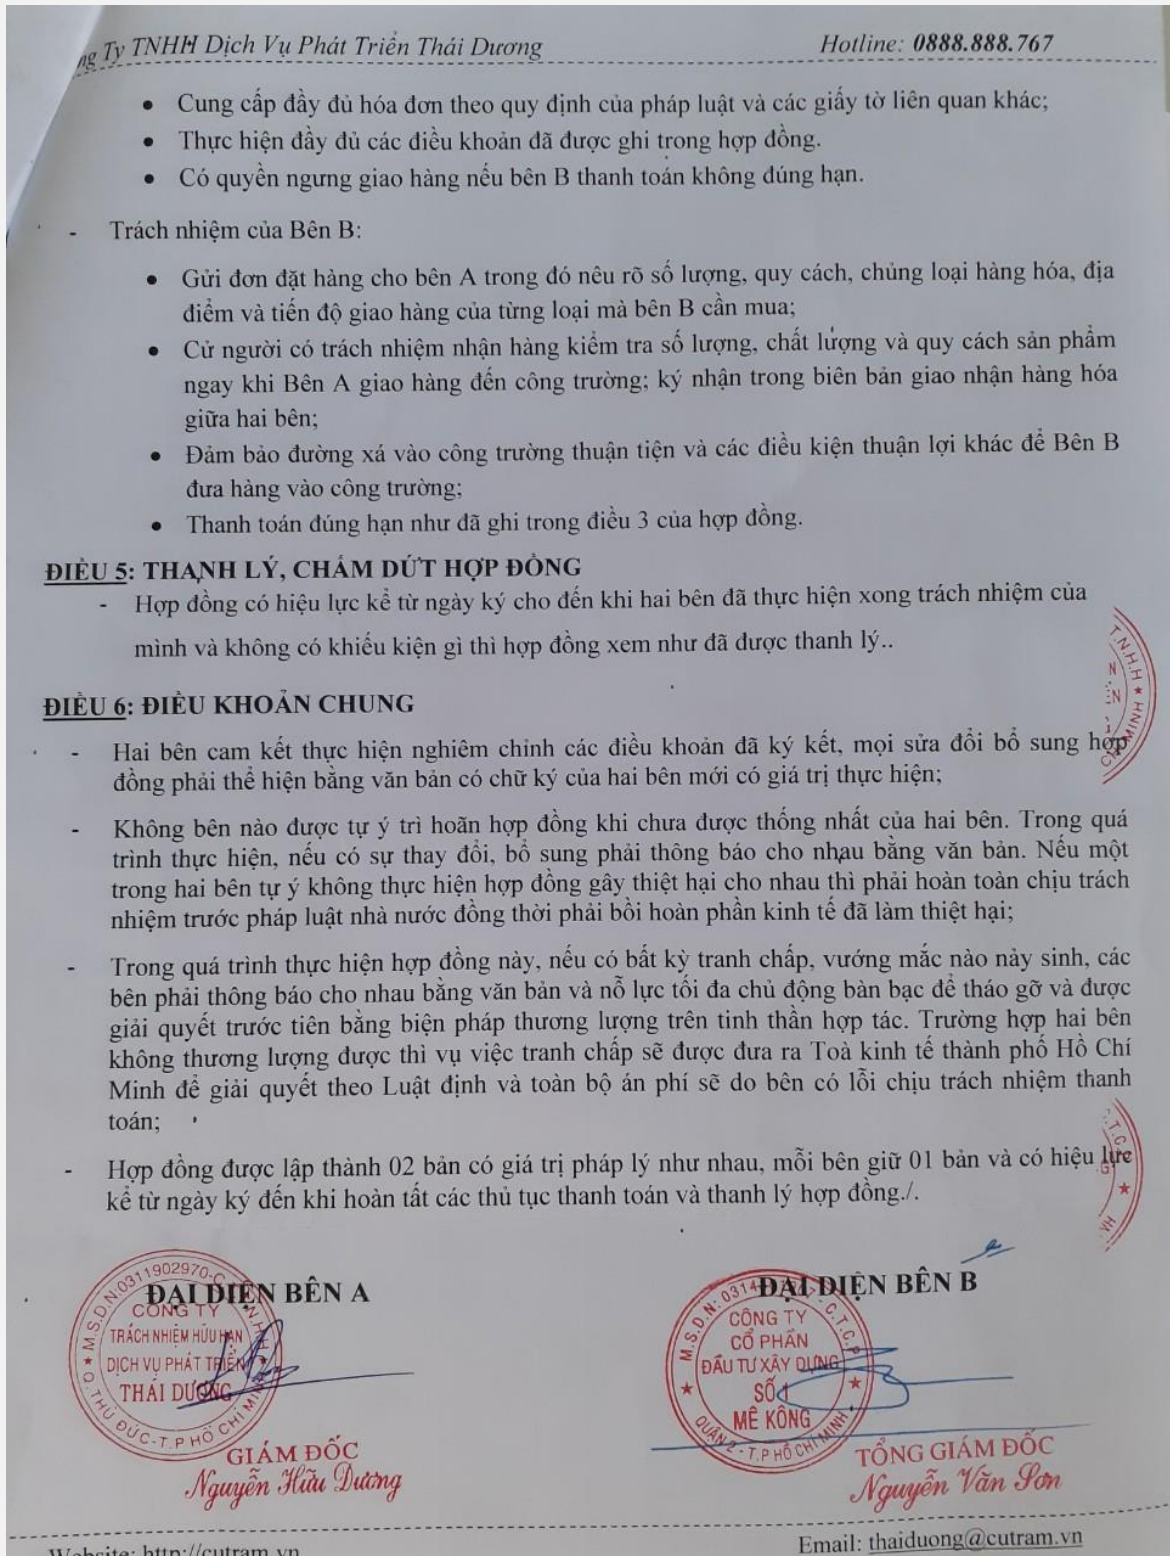 Ty TNHH Dịch Vụ Phát Triển Thái Dương Hotline: 0888.888.767
• Cung cấp đầy đủ hóa đơn theo quy định của pháp luật và các giấy tờ liên quan khác;
• Thực hiện đầy đủ các điều khoản đã được ghi trong hợp đồng.
• Có quyền ngưng giao hàng nếu bên B thanh toán không đúng hạn.
- Trách nhiệm của Bên B:
• Gửi đơn đặt hàng cho bên A trong đó nêu rõ số lượng, quy cách, chủng loại hàng hóa, địa
điểm và tiến độ giao hàng của từng loại mà bên B cần mua;
• Cử người có trách nhiệm nhận hàng kiểm tra số lượng, chất lượng và quy cách sản phẩm
ngay khi Bên A giao hàng đến công trường; ký nhận trong biên bản giao nhận hàng hóa
giữa hai bên;
• Đảm bảo đường xá vào công trường thuận tiện và các điều kiện thuận lợi khác để Bên B
đưa hàng vào công trường;
• Thanh toán đúng hạn như đã ghi trong điều 3 của hợp đồng.
ĐIỀU 5: THANH LÝ, CHẤM DỨT HỢP ĐỒNG
- Hợp đồng có hiệu lực kể từ ngày ký cho đến khi hai bên đã thực hiện xong trách nhiệm của
mình và không có khiếu kiện gì thì hợp đồng xem như đã được thanh lý..
ĐIỀU 6: ĐIỀU KHOẢN CHUNG
- Hai bên cam kết thực hiện nghiêm chỉnh các điều khoản đã ký kết, mọi sửa đổi bổ sung hợp
đồng phải thể hiện bằng văn bản có chữ ký của hai bên mới có giá trị thực hiện;
- Không bên nào được tự ý trì hoãn hợp đồng khi chưa được thống nhất của hai bên. Trong quá
trình thực hiện, nếu có sự thay đổi, bổ sung phải thông báo cho nhau bằng văn bản. Nếu một
trong hai bên tự ý không thực hiện hợp đồng gây thiệt hại cho nhau thì phải hoàn toàn chịu trách
nhiệm trước pháp luật nhà nước đồng thời phải bồi hoàn phần kinh tế đã làm thiệt hại;
- Trong quá trình thực hiện hợp đồng này, nếu có bất kỳ tranh chấp, vướng mắc nào nảy sinh, các
bên phải thông báo cho nhau bằng văn bản và nỗ lực tối đa chủ động bàn bạc để tháo gỡ và được
giải quyết trước tiên bằng biện pháp thương lượng trên tinh thần hợp tác. Trường hợp hai bên
không thương lượng được thì vụ việc tranh chấp sẽ được đưa ra Toà kinh tế thành phố Hồ Chí
Minh để giải quyết theo Luật định và toàn bộ án phí sẽ do bên có lỗi chịu trách nhiệm thanh
toán;
- Hợp đồng được lập thành 02 bản có giá trị pháp lý như nhau, mỗi bên giữ 01 bản và có hiệu lực
kể từ ngày ký đến khi hoàn tất các thủ tục thanh toán và thanh lý hợp đồng./.
ĐẠI DIỆN BÊN A
M.S.D.N:0311902970
CÔNG TY
TRÁCH NHIỆM HỮU HẠN
DỊCH VỤ PHÁT TRIỂN
THÁI DƯƠNG
Q.THỦ ĐỨC-T.P HỒ CHÍ MINH
GIÁM ĐỐC
Nguyễn Hữu Dương
ĐẠI DIỆN BÊN B
M.S.D.N: C.T.C.P
CÔNG TY
CỔ PHẦN
ĐẦU TƯ XÂY DỰNG
SỐ 1
MÊ KÔNG
QUẬN 2 - T.P HỒ CHÍ MINH
TỔNG GIÁM ĐỐC
Nguyễn Văn Sơn
Website: http://cutram.vn Email: thaiduong@cutram.vn